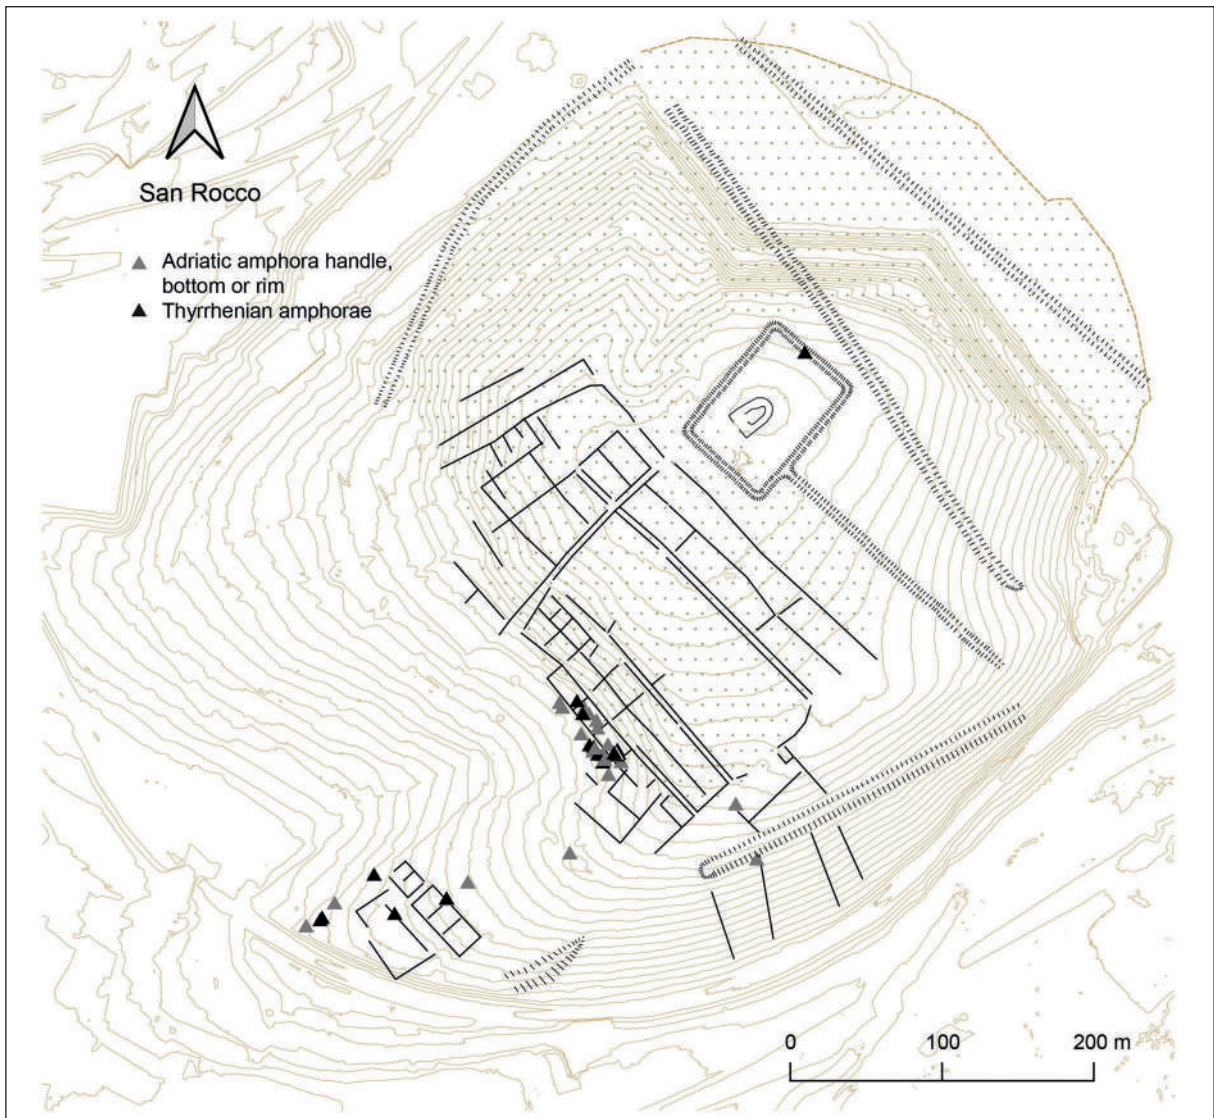 San Rocco
Adriatic amphora handle,
bottom or rim
Thyrrhenian amphorae
0 100 200 m